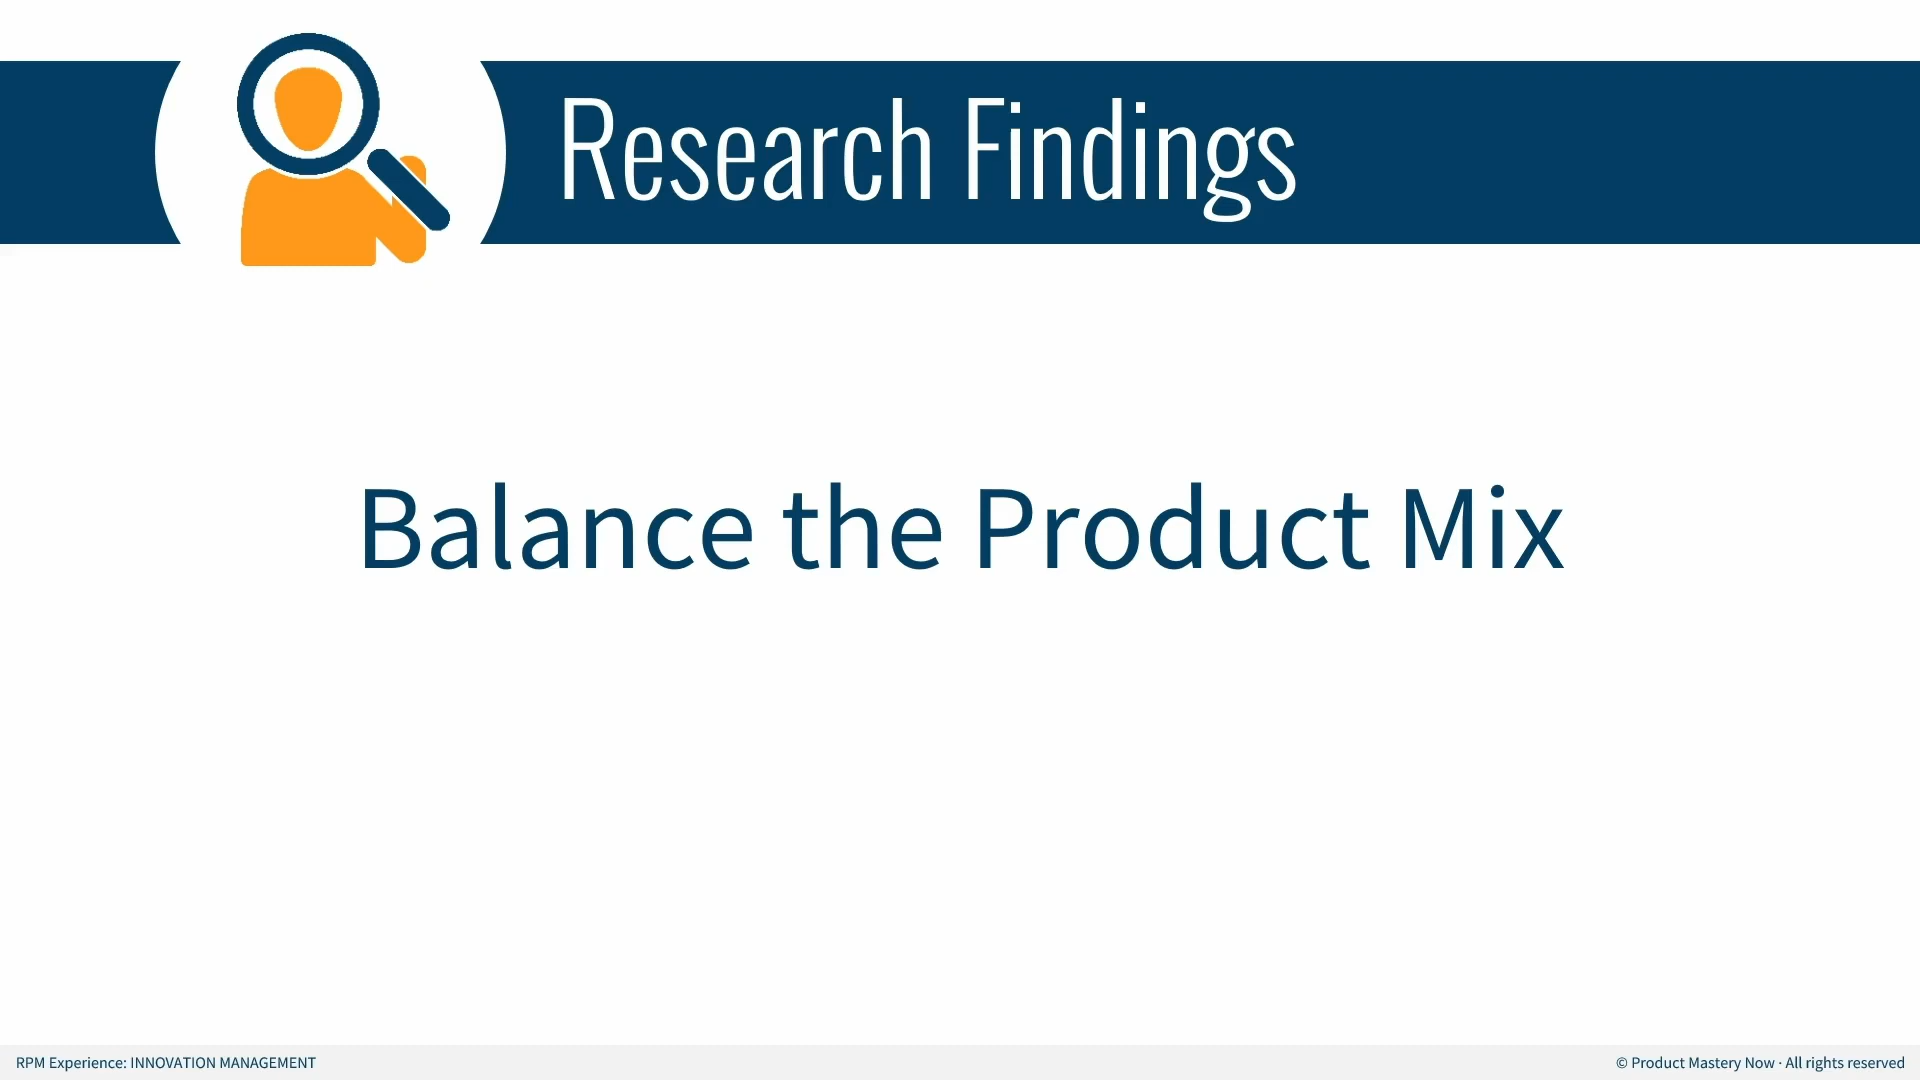 Research Findings
Balance the Product Mix
RPM Experience: INNOVATION MANAGEMENT
© Product Mastery Now · All rights reserved